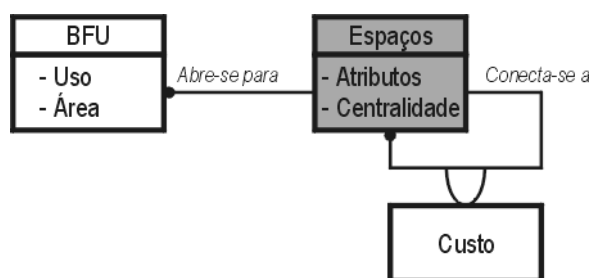 BFU
- Uso
- Área
Abre-se para
Espaços
- Atributos
- Centralidade
Conecta-se a
Custo